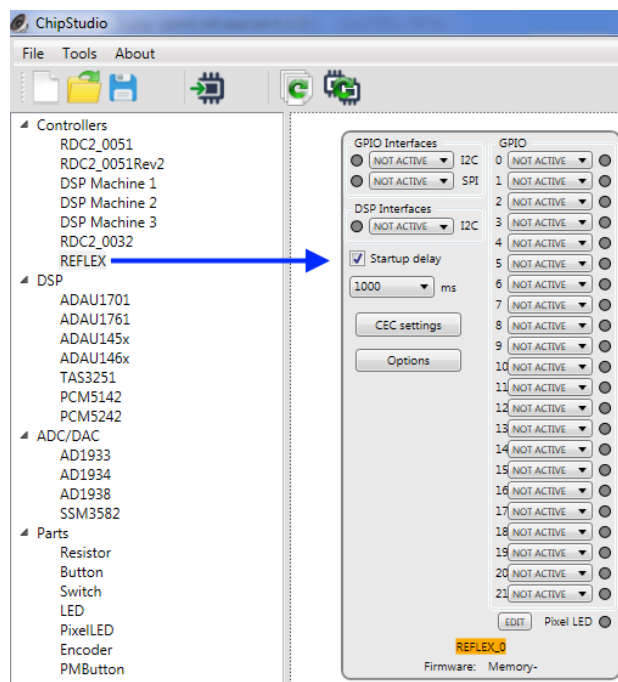 ChipStudio
File Tools About
Controllers
RDC2_0051
RDC2_0051Rev2
DSP Machine 1
DSP Machine 2
DSP Machine 3
RDC2_0032
REFLEX
DSP
ADAU1701
ADAU1761
ADAU145x
ADAU146x
TAS3251
PCM5142
PCM5242
ADC/DAC
AD1933
AD1934
AD1938
SSM3582
Parts
Resistor
Button
Switch
LED
PixelLED
Encoder
PMButton
GPIO Interfaces
NOT ACTIVE I2C
NOT ACTIVE SPI
DSP Interfaces
NOT ACTIVE I2C
Startup delay
1000 ms
CEC settings
Options
GPIO
0 NOT ACTIVE
1 NOT ACTIVE
2 NOT ACTIVE
3 NOT ACTIVE
4 NOT ACTIVE
5 NOT ACTIVE
6 NOT ACTIVE
7 NOT ACTIVE
8 NOT ACTIVE
9 NOT ACTIVE
10 NOT ACTIVE
11 NOT ACTIVE
12 NOT ACTIVE
13 NOT ACTIVE
14 NOT ACTIVE
15 NOT ACTIVE
16 NOT ACTIVE
17 NOT ACTIVE
18 NOT ACTIVE
19 NOT ACTIVE
20 NOT ACTIVE
21 NOT ACTIVE
EDIT Pixel LED
REFLEX_0
Firmware: Memory-